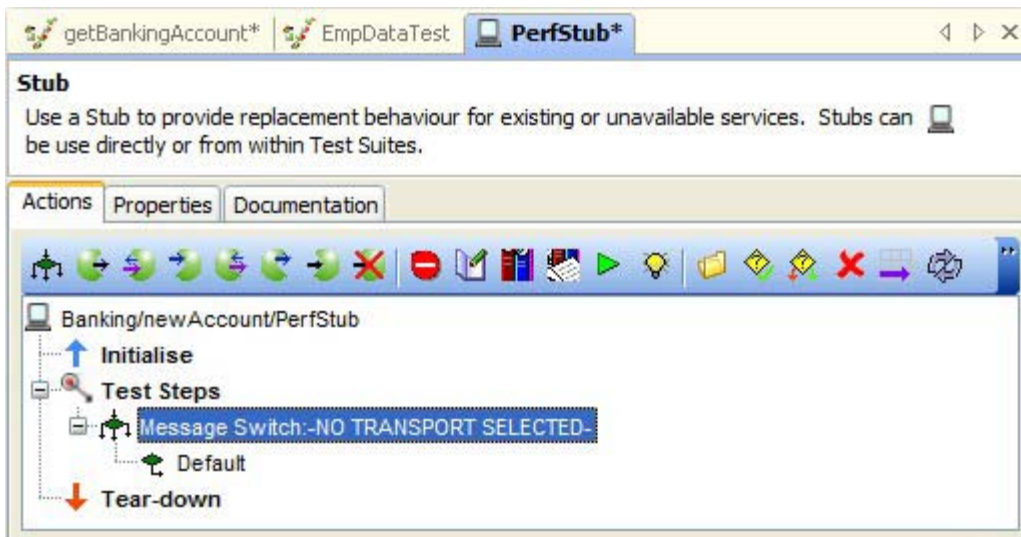 getBankingAccount* EmpDataTest PerfStub*
Stub
Use a Stub to provide replacement behaviour for existing or unavailable services. Stubs can
be use directly or from within Test Suites.
Actions Properties Documentation
Banking/newAccount/PerfStub
Initialise
Test Steps
Message Switch:-NO TRANSPORT SELECTED-
Default
Tear-down